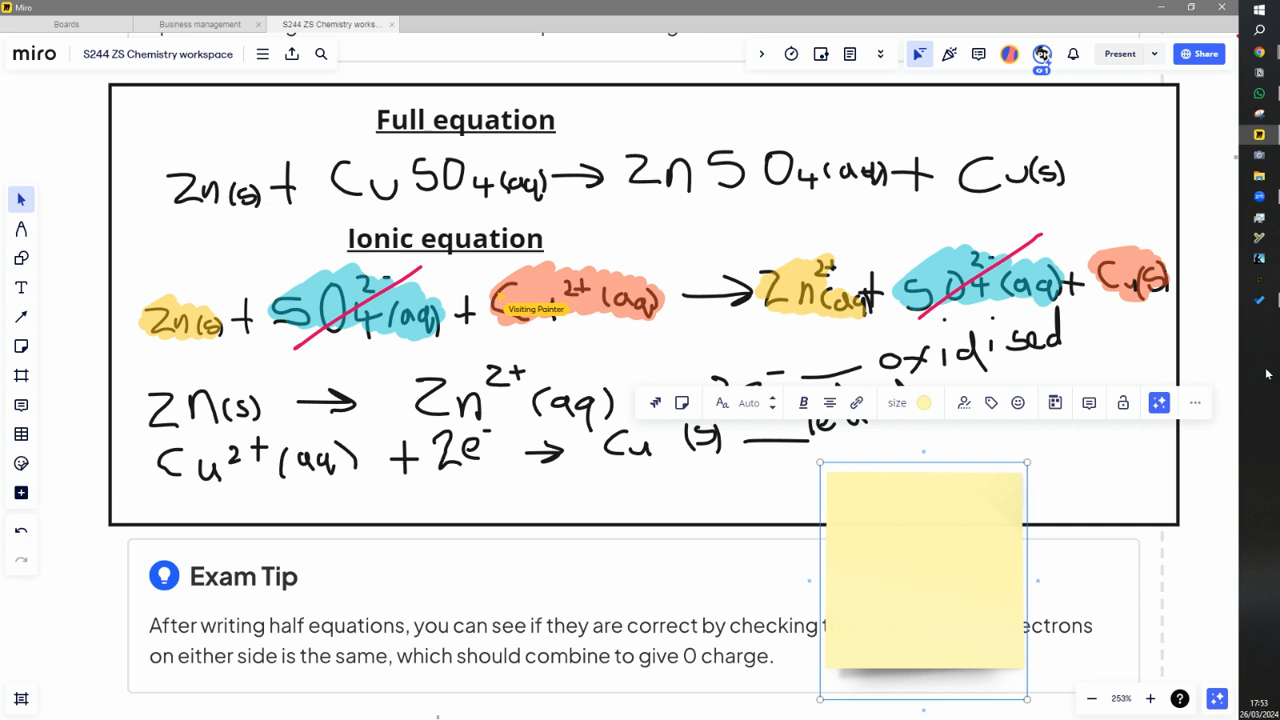 Miro
Boards
Business management
S244 ZS Chemistry works...
miro
S244 ZS Chemistry workspace
Present
Share
Full equation
Zn(s) + CuSO4(aq) → ZnSO4(aq) + Cu(s)
Ionic equation
Zn(s) + SO4 2-(aq) + C 2+(aq) → Zn 2+(aq) + SO4 2-(aq) + Cu(s)
Visiting Painter
Zn(s) → Zn 2+ (aq) — oxidised
Auto
B
size
Cu 2+ (aq) + 2e- → Cu (s) —
Exam Tip
After writing half equations, you can see if they are correct by checking
on either side is the same, which should combine to give 0 charge.
253%
17:53
26/03/2024